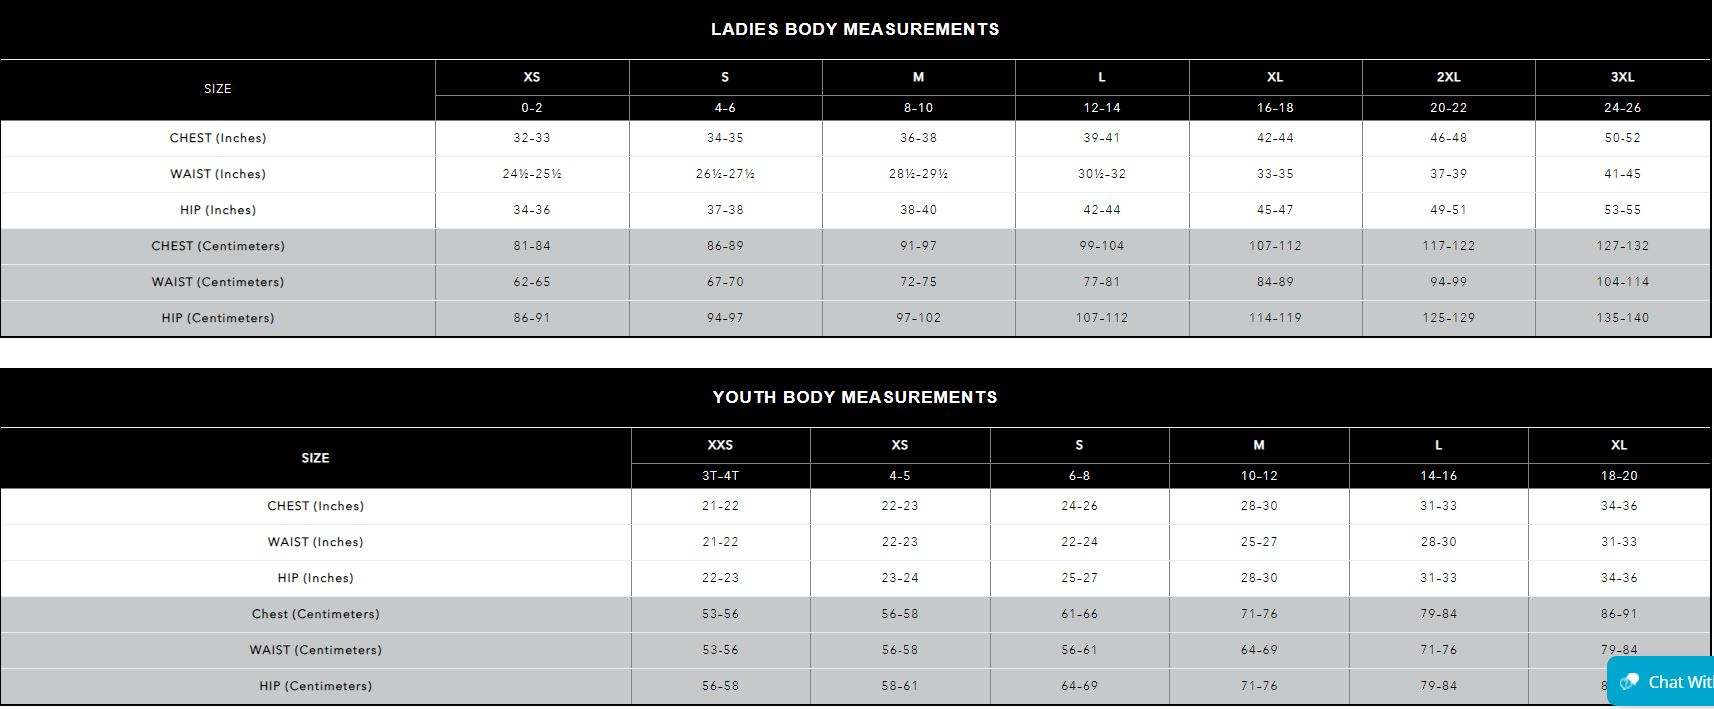 LADIES BODY MEASUREMENTS
SIZE XS S M L XL 2XL 3XL
0-2 4-6 8-10 12-14 16-18 20-22 24-26
CHEST (Inches) 32-33 34-35 36-38 39-41 42-44 46-48 50-52
WAIST (Inches) 24½-25½ 26½-27½ 28½-29½ 30½-32 33-35 37-39 41-45
HIP (Inches) 34-36 37-38 38-40 42-44 45-47 49-51 53-55
CHEST (Centimeters) 81-84 86-89 91-97 99-104 107-112 117-122 127-132
WAIST (Centimeters) 62-65 67-70 72-75 77-81 84-89 94-99 104-114
HIP (Centimeters) 86-91 94-97 97-102 107-112 114-119 125-129 135-140
YOUTH BODY MEASUREMENTS
SIZE XXS XS S M L XL
3T-4T 4-5 6-8 10-12 14-16 18-20
CHEST (Inches) 21-22 22-23 24-26 28-30 31-33 34-36
WAIST (Inches) 21-22 22-23 22-24 25-27 28-30 31-33
HIP (Inches) 22-23 23-24 25-27 28-30 31-33 34-36
Chest (Centimeters) 53-56 56-58 61-66 71-76 79-84 86-91
WAIST (Centimeters) 53-56 56-58 56-61 64-69 71-76 79-84
HIP (Centimeters) 56-58 58-61 64-69 71-76 79-84
Chat